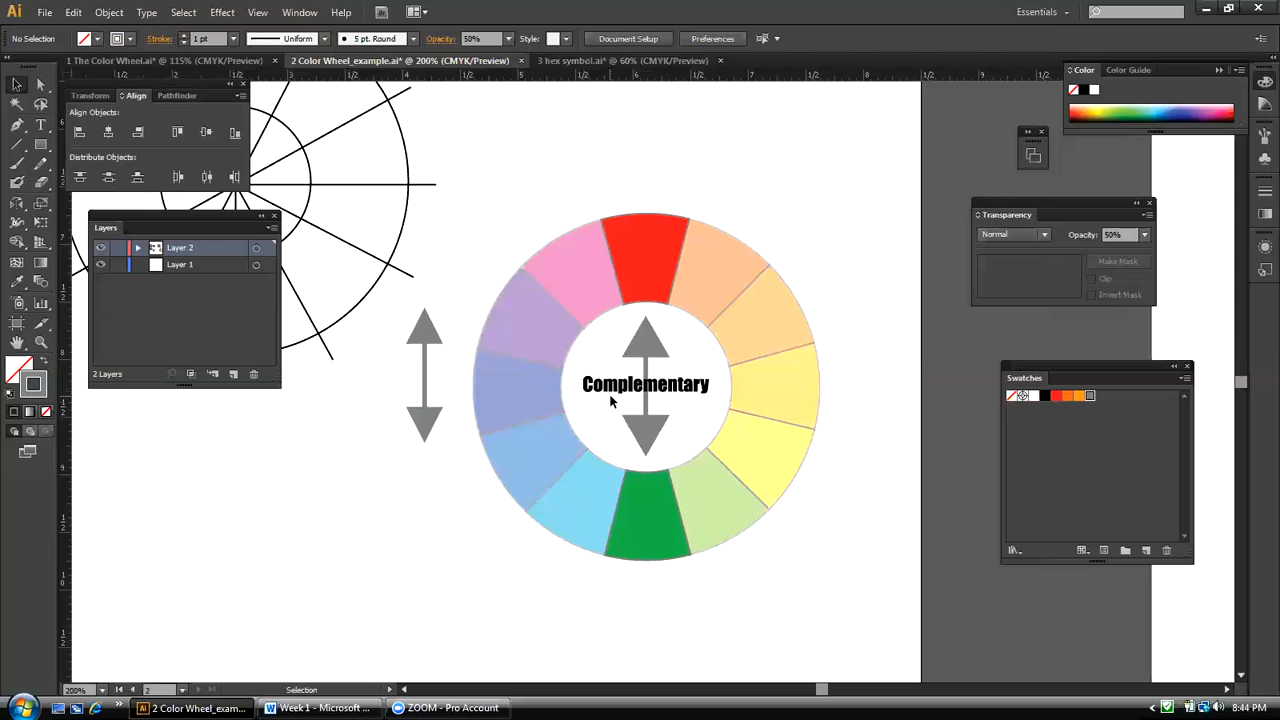 Ai File Edit Object Type Select Effect View Window Help Br Essentials
No Selection Stroke: 1 pt Uniform 5 pt. Round Opacity: 50% Style: Document Setup Preferences
1 The Color Wheel.ai* @ 115% (CMYK/Preview) × 2 Color Wheel_example.ai* @ 200% (CMYK/Preview) × 3 hex symbol.ai* @ 60% (CMYK/Preview) ×
Color Color Guide
Transform Align Pathfinder
Align Objects:
Distribute Objects:
Layers
Layer 2
Layer 1
2 Layers
Complementary
Transparency
Normal Opacity: 50%
Make Mask
Clip
Invert Mask
Swatches
200% 2 Selection
2 Color Wheel_exam... Week1 - Microsoft ... ZOOM - Pro Account 8:44 PM